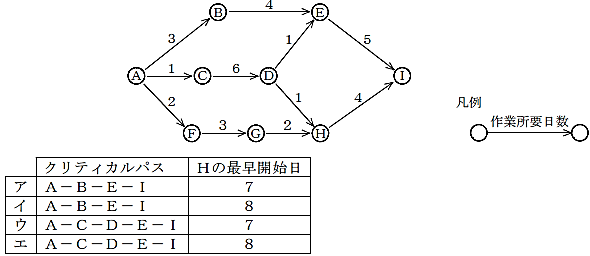 B 4 E
3 1 5
A 1 C 6 D I
2 1 4
F 3 G 2 H
凡例
作業所要日数
クリティカルパス Hの最早開始日
ア A-B-E-I 7
イ A-B-E-I 8
ウ A-C-D-E-I 7
エ A-C-D-E-I 8